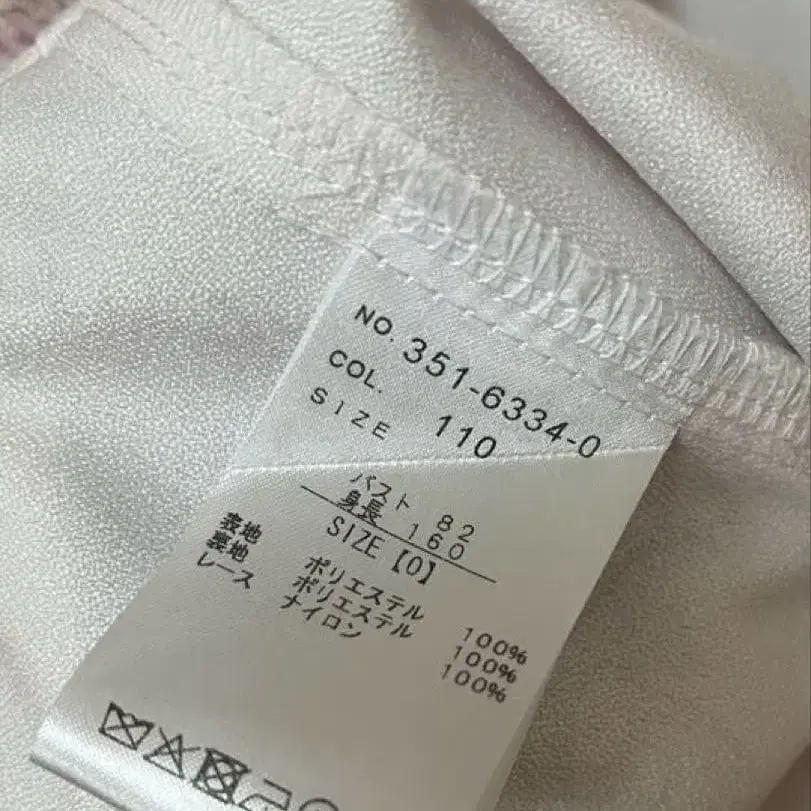 NO. 351-6334-0
COL. 110
SIZE
バスト 82
身長 160
SIZE【0】
表地 ポリエステル 100%
裏地 ポリエステル 100%
レース ナイロン 100%